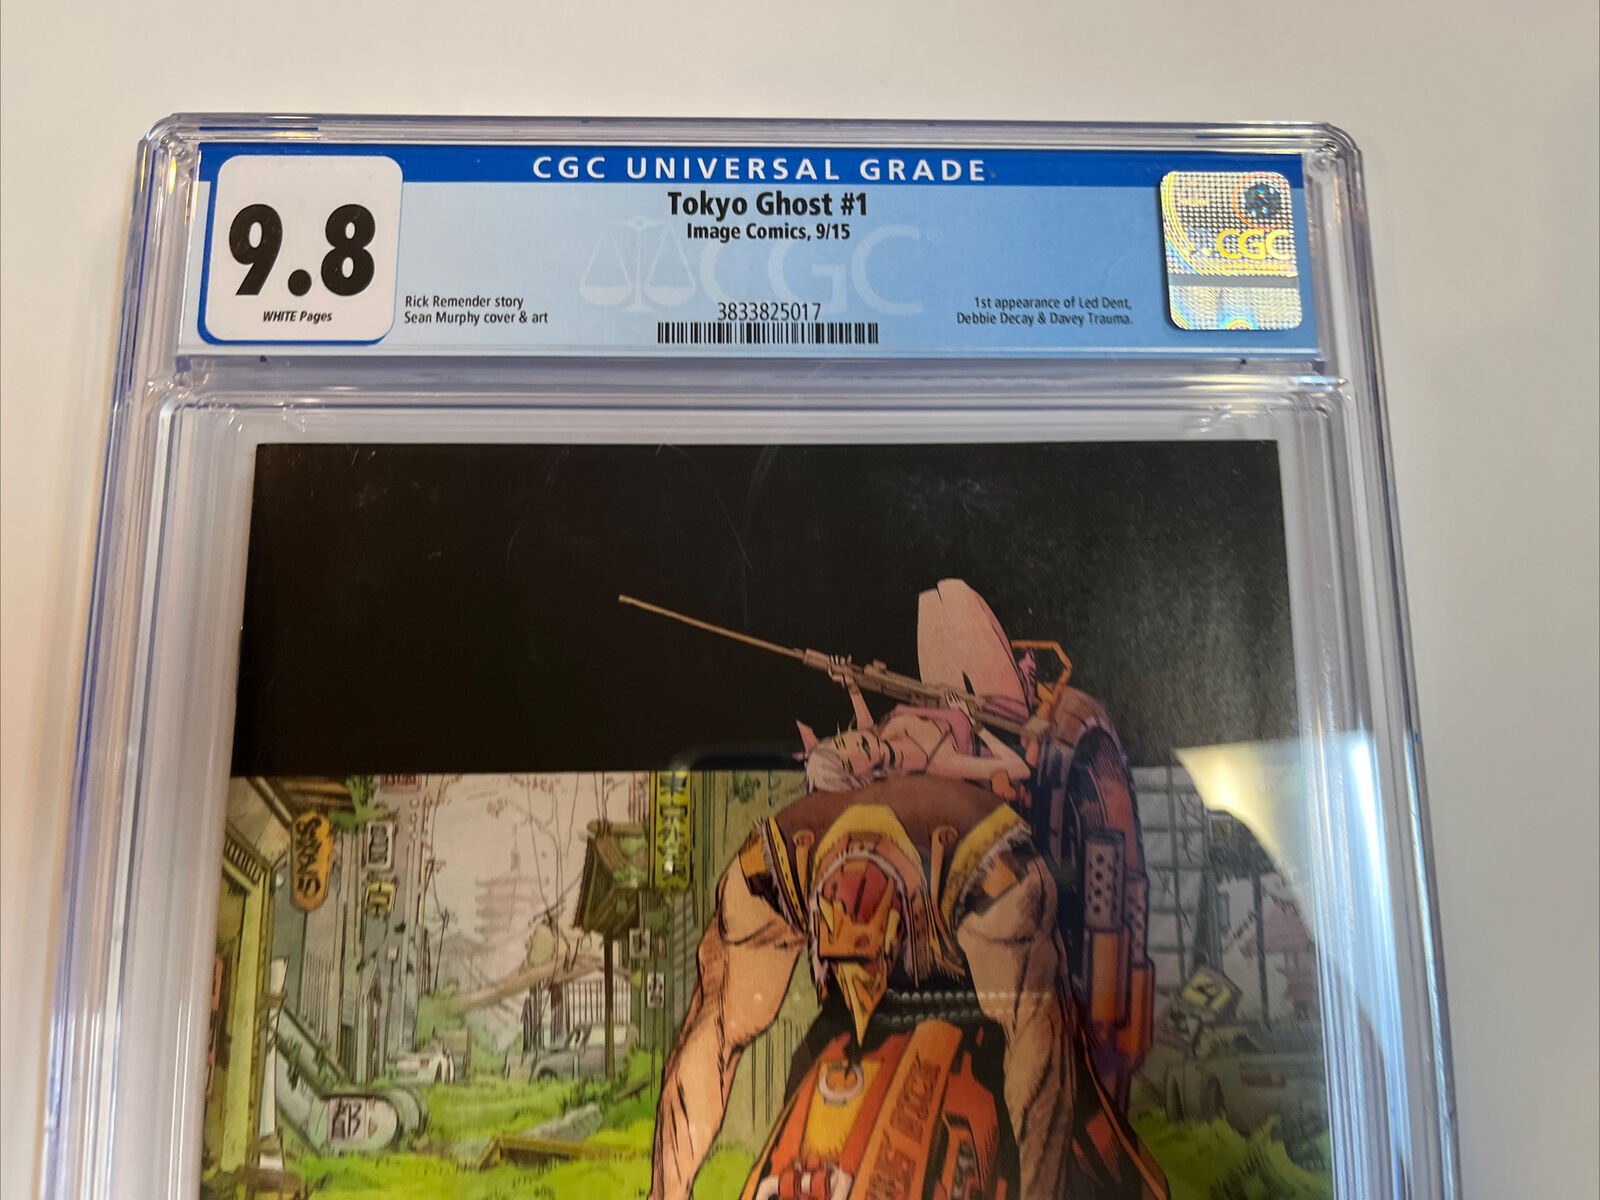 CGC UNIVERSAL GRADE
9.8
WHITE Pages
Tokyo Ghost #1
Image Comics, 9/15
Rick Remender story
Sean Murphy cover & art
CGC
3833825017
1st appearance of Led Dent,
Debbie Decay & Davey Trauma.
CGC